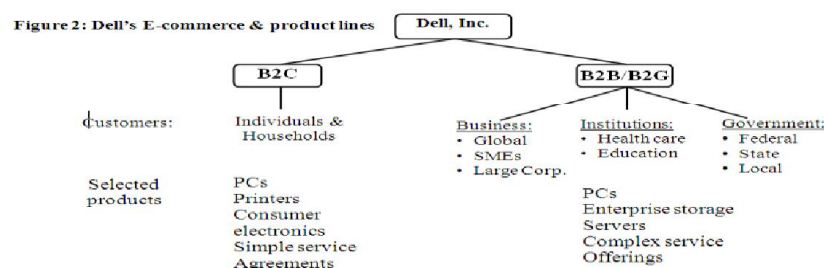 Figure 2: Dell's E-commerce & product lines
Dell, Inc.
B2C
B2B/B2G
Customers:
Individuals &
Households
Business:
• Global
• SMEs
• Large Corp.
Institutions:
• Health care
• Education
Government:
• Federal
• State
• Local
Selected
products
PCs
Printers
Consumer
electronics
Simple service
Agreements
PCs
Enterprise storage
Servers
Complex service
Offerings